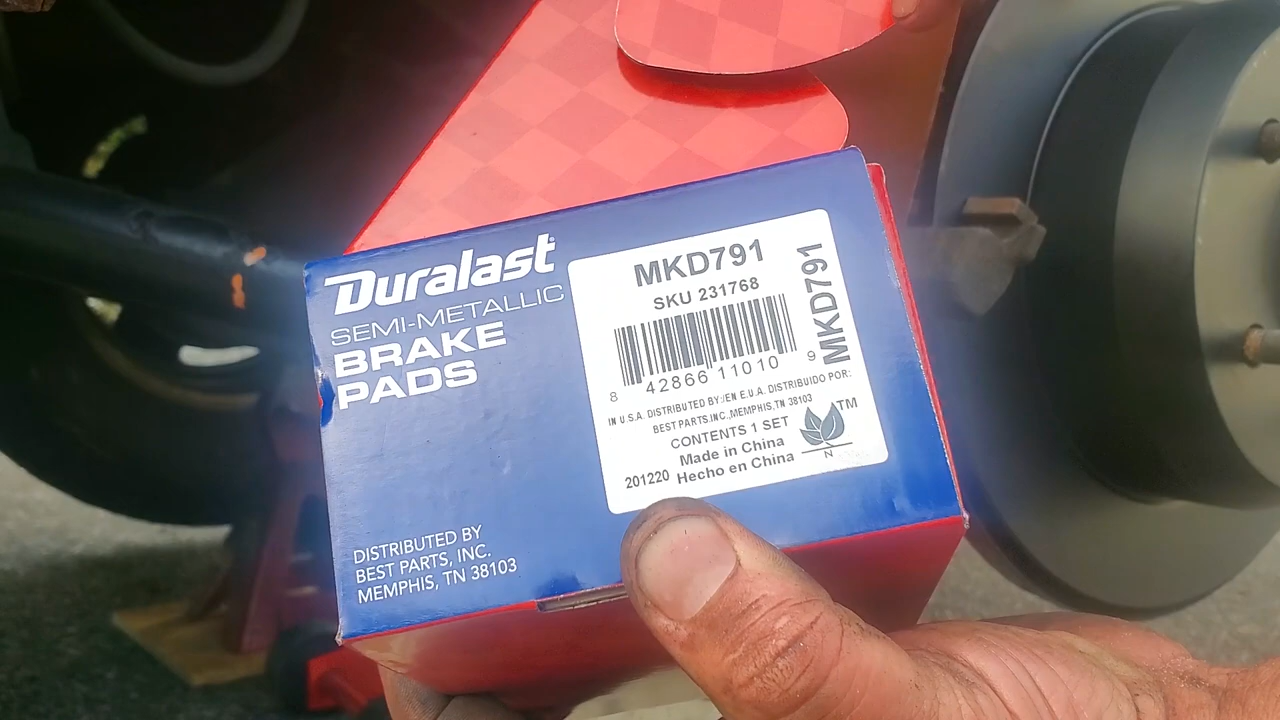 Duralast
SEMI-METALLIC
BRAKE
PADS
DISTRIBUTED BY
BEST PARTS, INC.
MEMPHIS, TN 38103
MKD791
SKU 231768
8 42866 11010 9
MKD791
IN U.S.A. DISTRIBUTED BY:/EN E.U.A. DISTRIBUIDO POR:
BEST PARTS.INC.,MEMPHIS,TN 38103
CONTENTS 1 SET
Made in China
201220 Hecho en China
TM
N